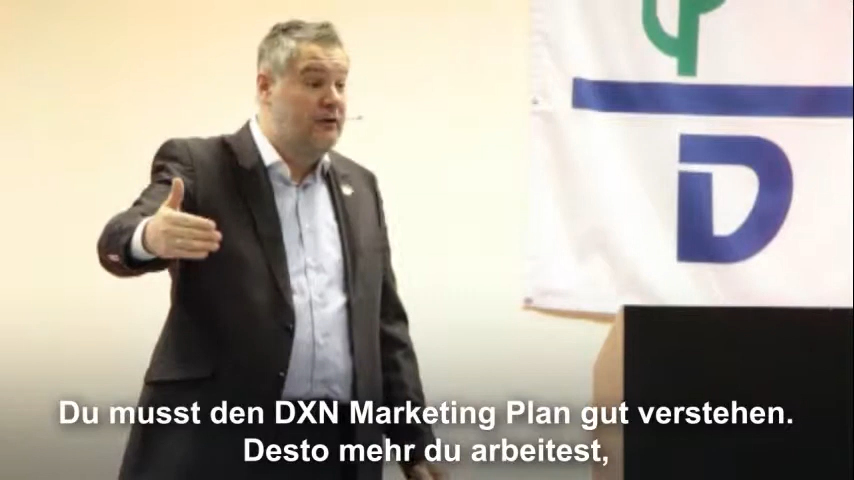 D
Du musst den DXN Marketing Plan gut verstehen.
Desto mehr du arbeitest,